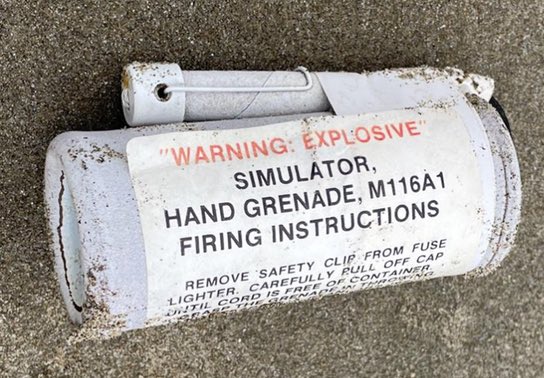 "WARNING: EXPLOSIVE"
SIMULATOR,
HAND GRENADE, M116A1
FIRING INSTRUCTIONS
REMOVE SAFETY CLIP FROM FUSE
LIGHTER. CAREFULLY PULL OFF CAP
UNTIL CORD IS FREE OF CONTAINER.